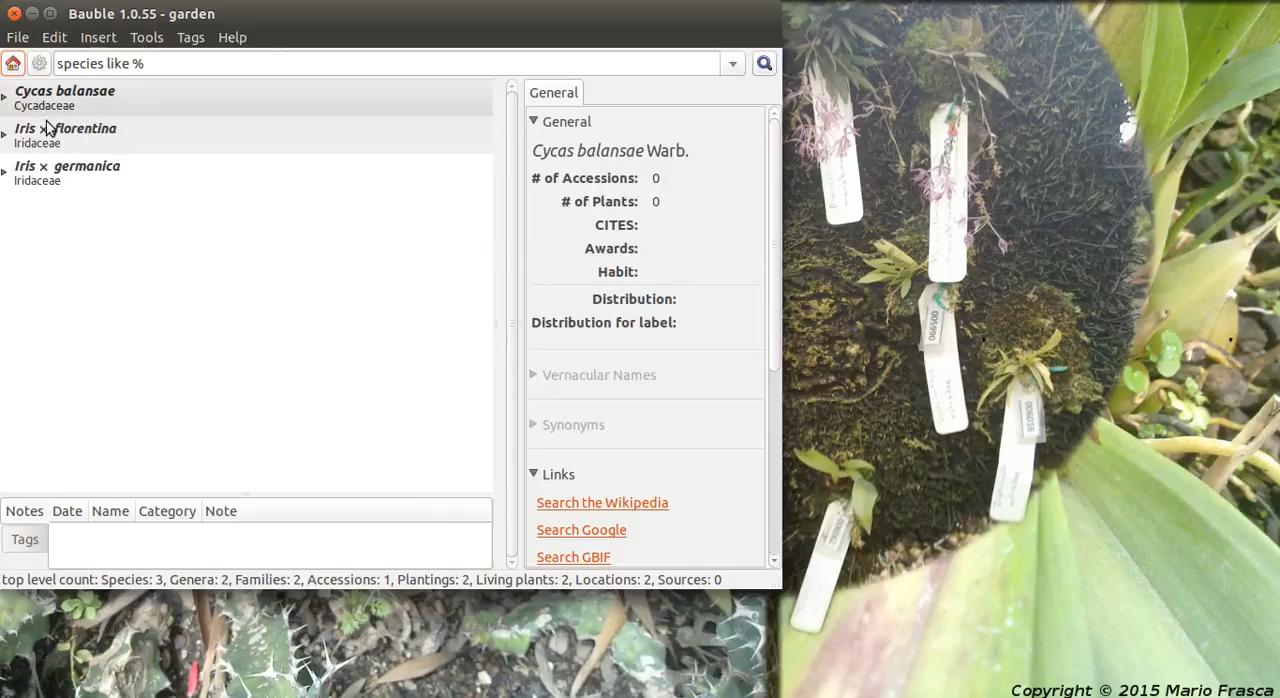 Bauble 1.0.55 - garden
File Edit Insert Tools Tags Help
species like %
Cycas balansae
Cycadaceae
Iris × florentina
Iridaceae
Iris × germanica
Iridaceae
General
General
Cycas balansae Warb.
# of Accessions: 0
# of Plants: 0
CITES:
Awards:
Habit:
Distribution:
Distribution for label:
Vernacular Names
Synonyms
Links
Search the Wikipedia
Search Google
Search GBIF
Notes Date Name Category Note
Tags
top level count: Species: 3, Genera: 2, Families: 2, Accessions: 1, Plantings: 2, Living plants: 2, Locations: 2, Sources: 0
005990
006016
Copyright © 2015 Mario Frasca